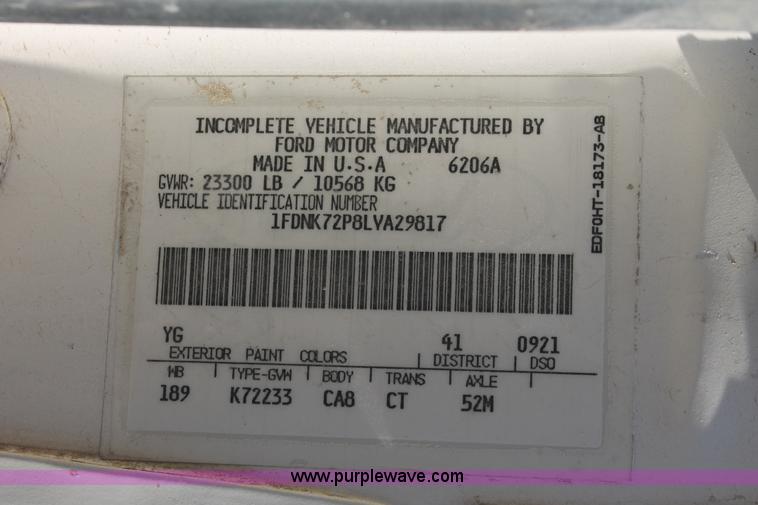 INCOMPLETE VEHICLE MANUFACTURED BY
FORD MOTOR COMPANY
MADE IN U.S.A 6206A
GVWR: 23300 LB / 10568 KG
VEHICLE IDENTIFICATION NUMBER
1FDNK72P8LVA29817
EDF0HT-18173-AB
YG 41 0921
EXTERIOR PAINT COLORS DISTRICT DSO
WB TYPE-GVW BODY TRANS AXLE
189 K72233 CA8 CT 52M
www.purplewave.com